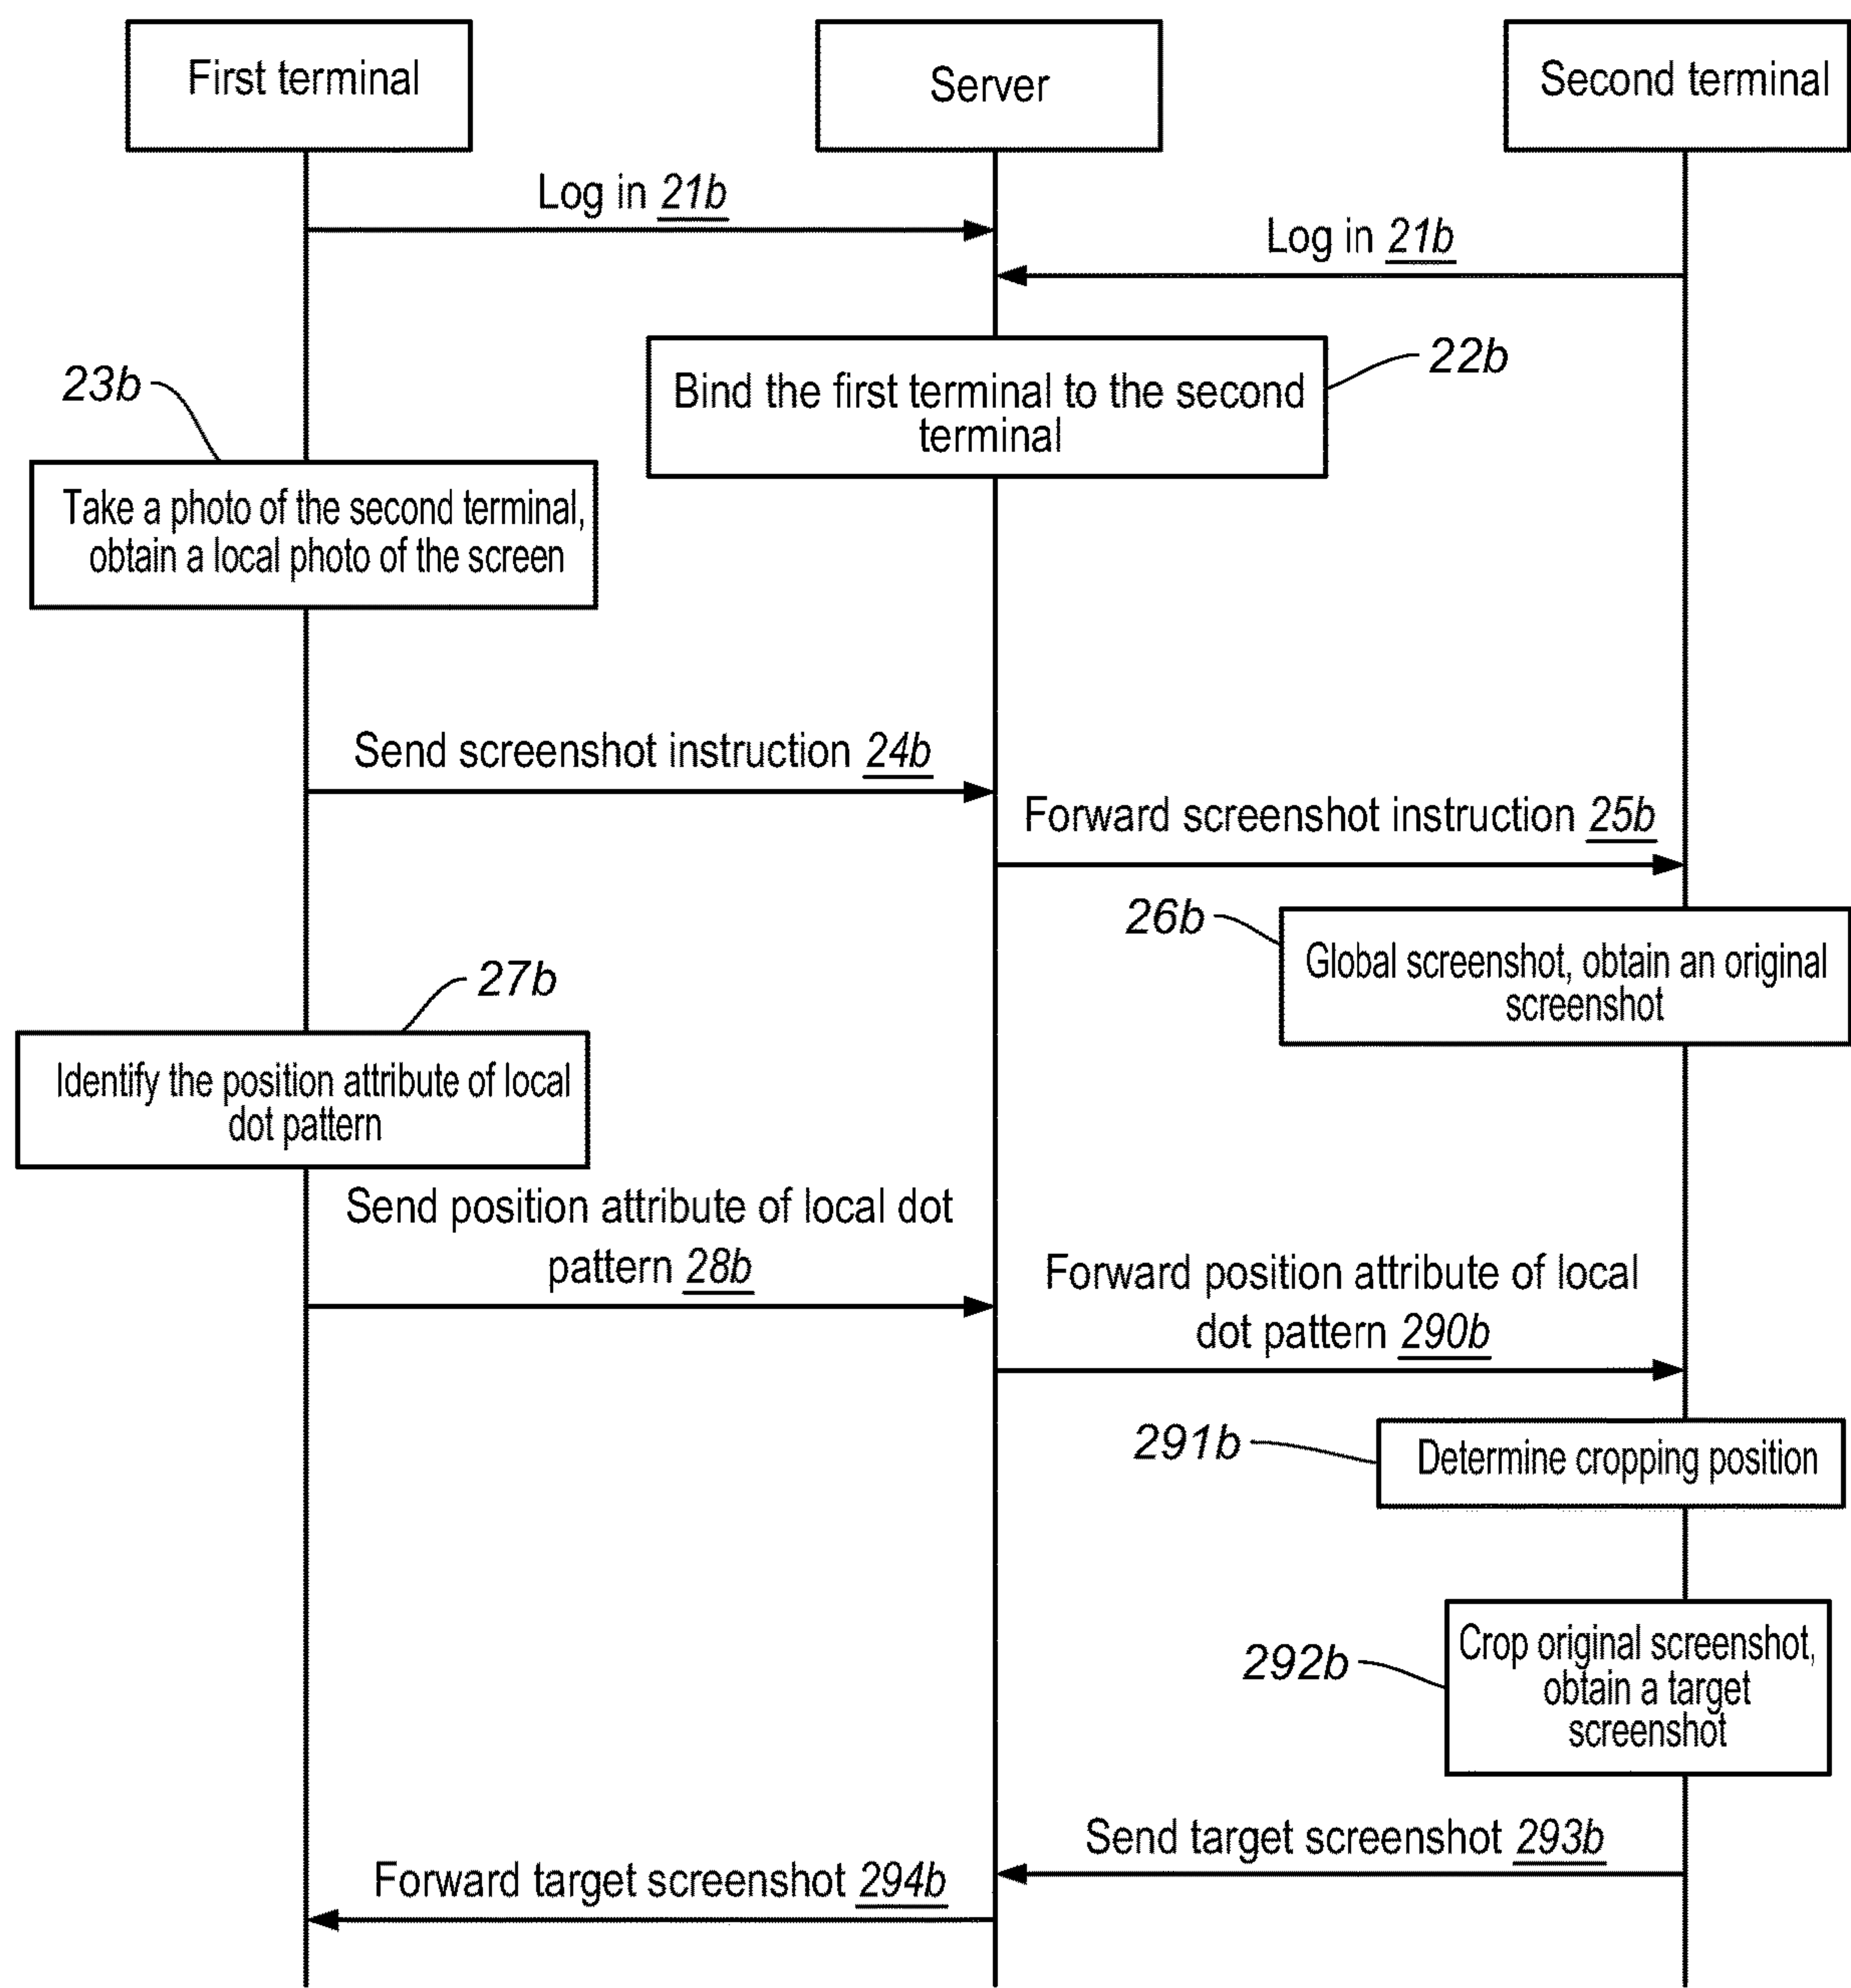 First terminal
Server
Second terminal
Log in 21b
Log in 21b
22b
Bind the first terminal to the second
terminal
23b
Take a photo of the second terminal,
obtain a local photo of the screen
Send screenshot instruction 24b
Forward screenshot instruction 25b
26b
Global screenshot, obtain an original
screenshot
27b
Identify the position attribute of local
dot pattern
Send position attribute of local dot
pattern 28b
Forward position attribute of local
dot pattern 290b
291b
Determine cropping position
292b
Crop original screenshot,
obtain a target
screenshot
Send target screenshot 293b
Forward target screenshot 294b